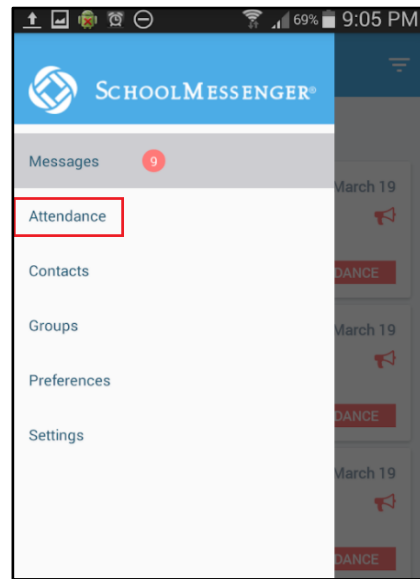 69% 9:05 PM
SCHOOLMESSENGER®
Messages 9
March 19
Attendance
Contacts
DANCE
Groups
March 19
Preferences
DANCE
Settings
March 19
DANCE